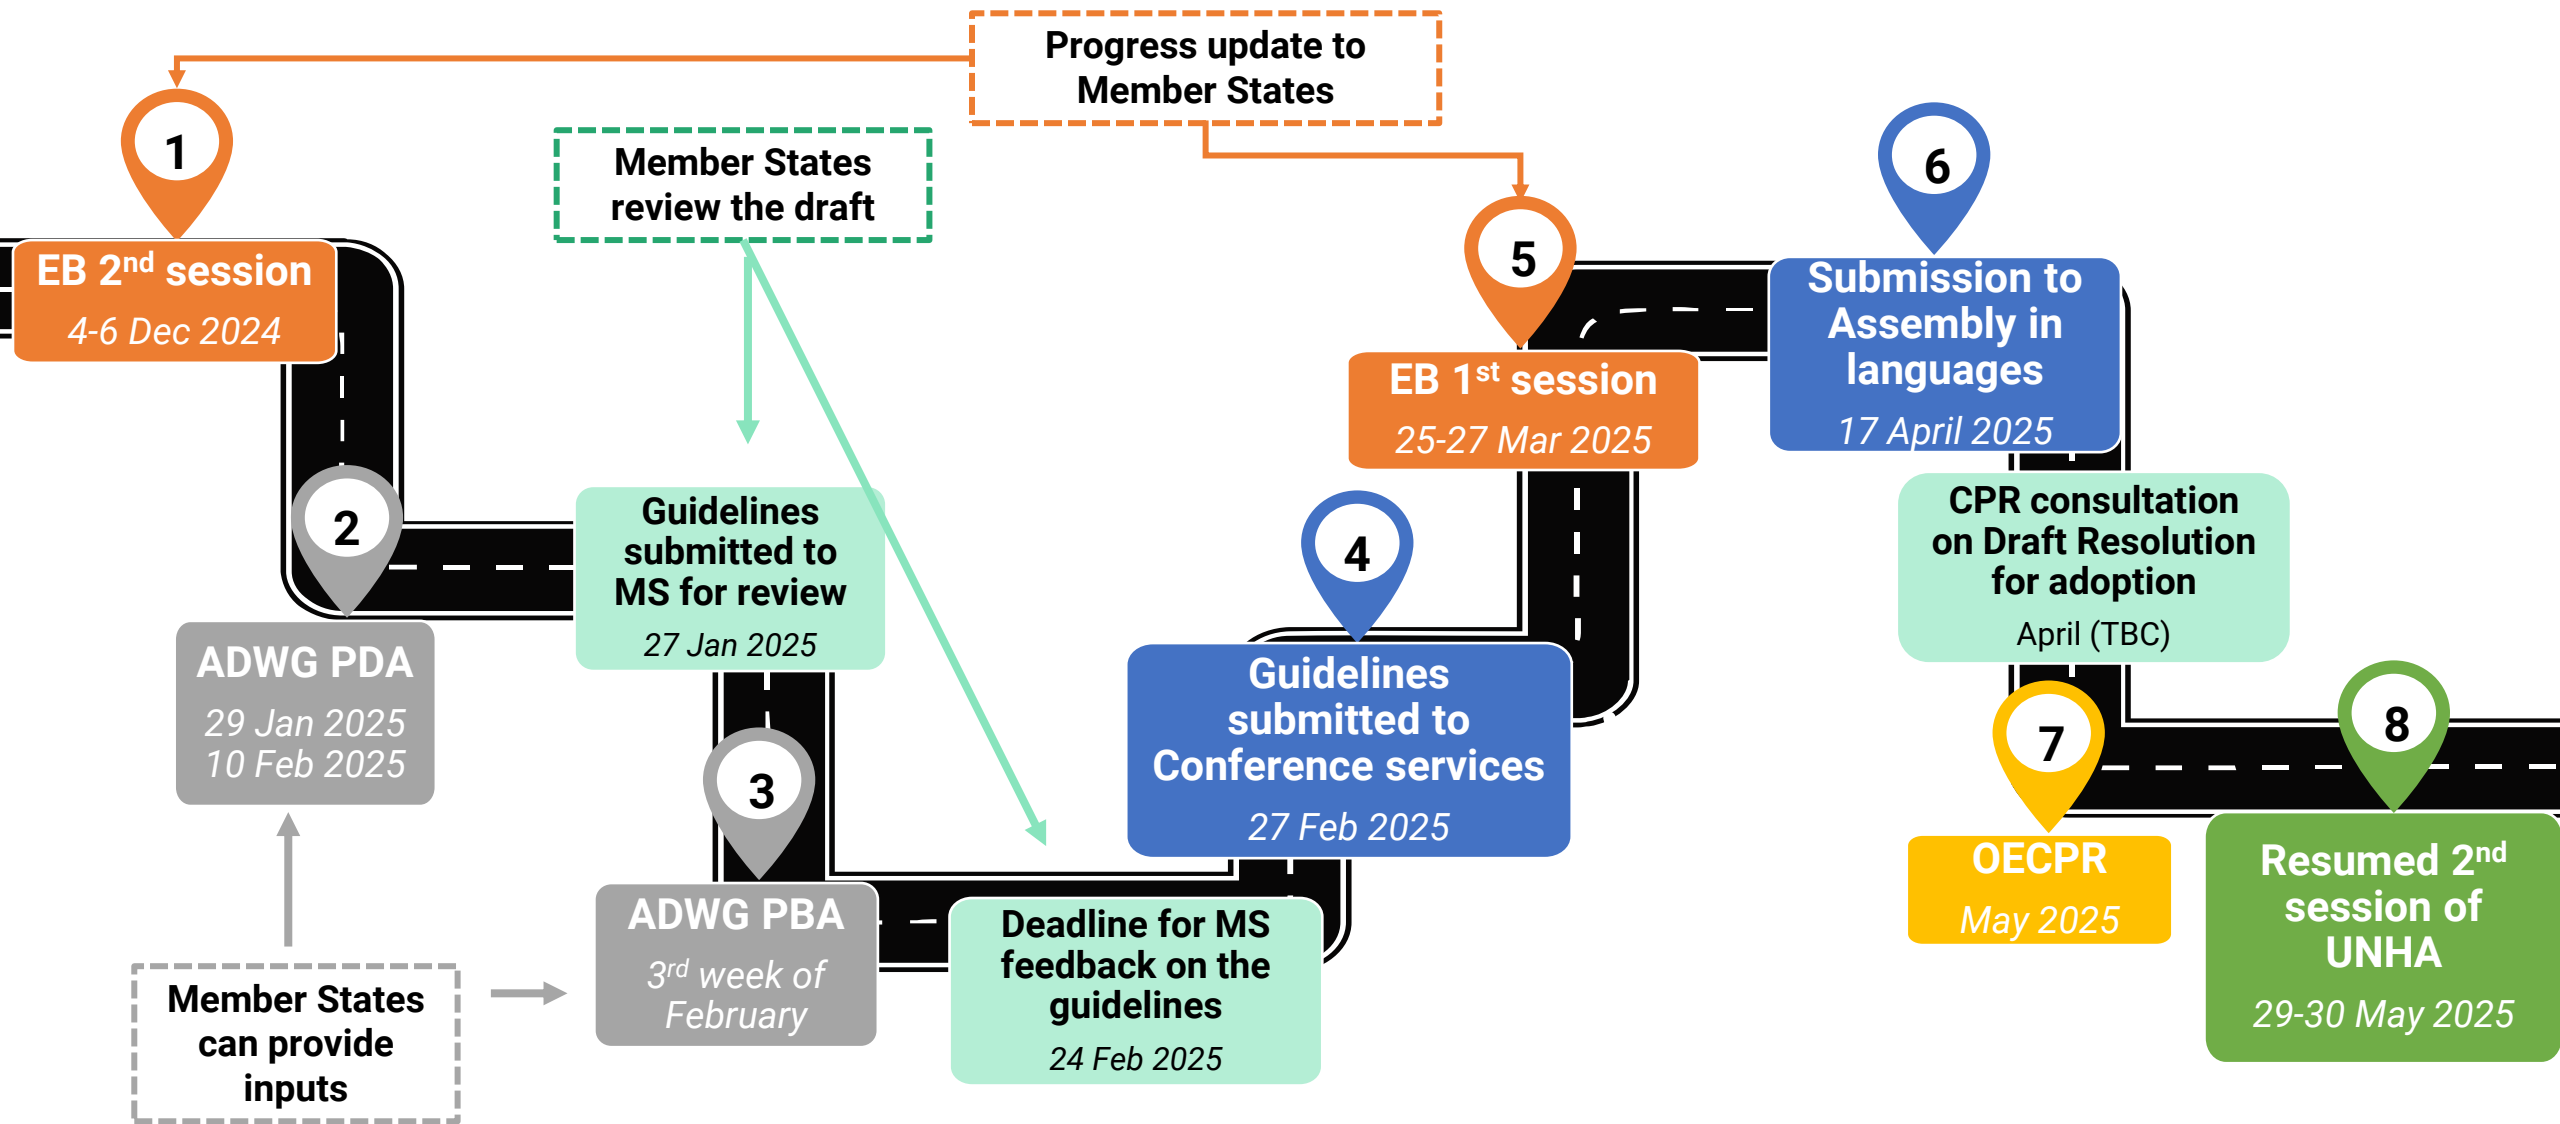 Progress update to
Member States
1
Member States
review the draft
6
5
EB 2nd session
4-6 Dec 2024
Submission to
Assembly in
languages
17 April 2025
EB 1st session
25-27 Mar 2025
2
Guidelines
submitted to
MS for review
27 Jan 2025
4
CPR consultation
on Draft Resolution
for adoption
April (TBC)
ADWG PDA
29 Jan 2025
10 Feb 2025
3
Guidelines
submitted to
Conference services
27 Feb 2025
7
8
ADWG PBA
3rd week of
February
Deadline for MS
feedback on the
guidelines
24 Feb 2025
OECPR
May 2025
Resumed 2nd
session of
UNHA
29-30 May 2025
Member States
can provide
inputs